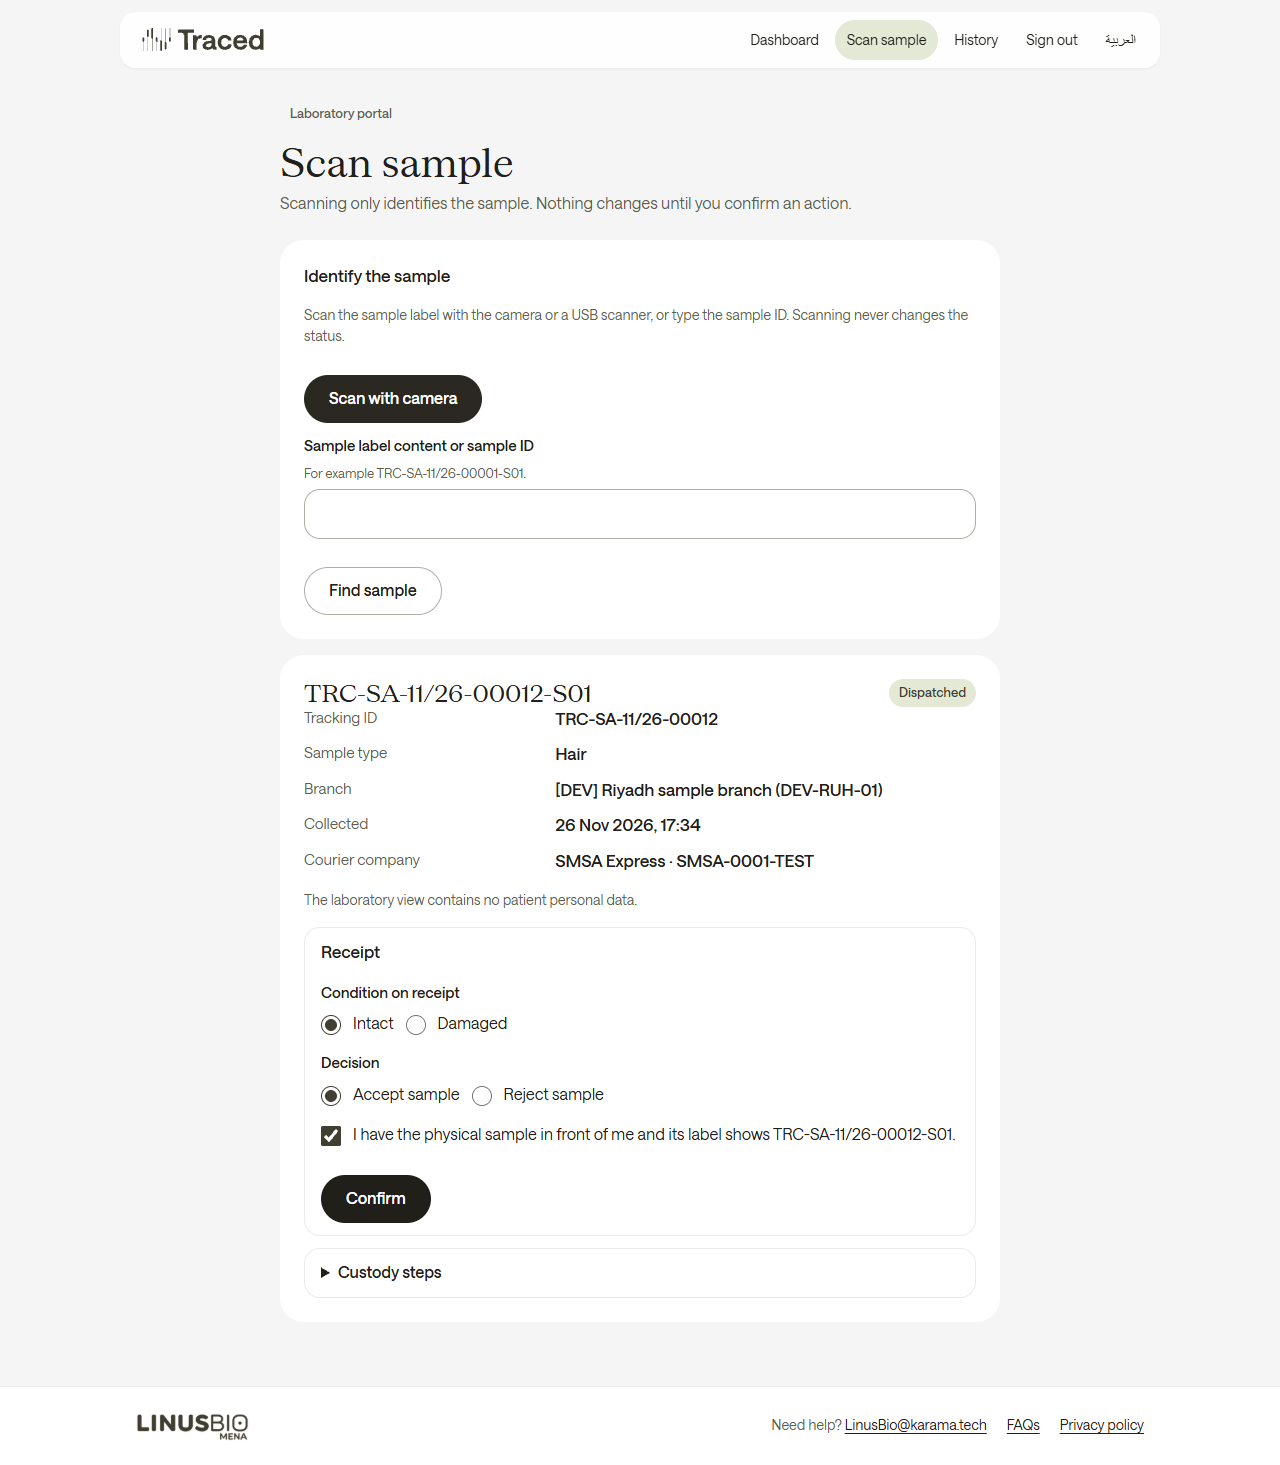 Traced
Dashboard
Scan sample
History
Sign out
العربية
Laboratory portal
Scan sample
Scanning only identifies the sample. Nothing changes until you confirm an action.
Identify the sample
Scan the sample label with the camera or a USB scanner, or type the sample ID. Scanning never changes the
status.
Scan with camera
Sample label content or sample ID
For example TRC-SA-11/26-00001-S01.
Find sample
TRC-SA-11/26-00012-S01
Dispatched
Tracking ID
TRC-SA-11/26-00012
Sample type
Hair
Branch
[DEV] Riyadh sample branch (DEV-RUH-01)
Collected
26 Nov 2026, 17:34
Courier company
SMSA Express · SMSA-0001-TEST
The laboratory view contains no patient personal data.
Receipt
Condition on receipt
Intact
Damaged
Decision
Accept sample
Reject sample
I have the physical sample in front of me and its label shows TRC-SA-11/26-00012-S01.
Confirm
Custody steps
LINUSBIO
MENA
Need help? LinusBio@karama.tech
FAQs
Privacy policy